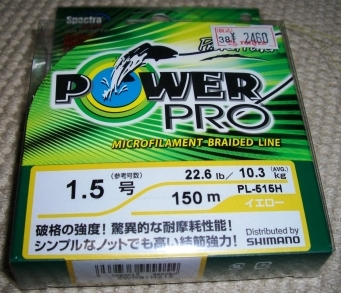 Spectra
税込
38 ¥2460
POWER
PRO
MICROFILAMENT BRAIDED LINE
(参考号数) (AVG.)
1.5号 22.6 lb/ 10.3 kg
150 m PL-515H
イエロー
破格の強度!驚異的な耐摩耗性能!
シンプルなノットでも高い結節強力!
Distributed by
SHIMANO